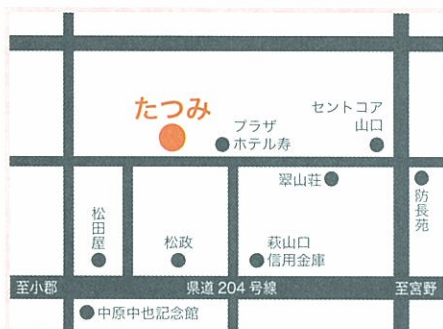 たつみ
プラザ
ホテル寿
セントコア
山口
翠山荘
防長苑
松田屋
松政
萩山口
信用金庫
至小郡
県道204号線
至宮野
中原中也記念館